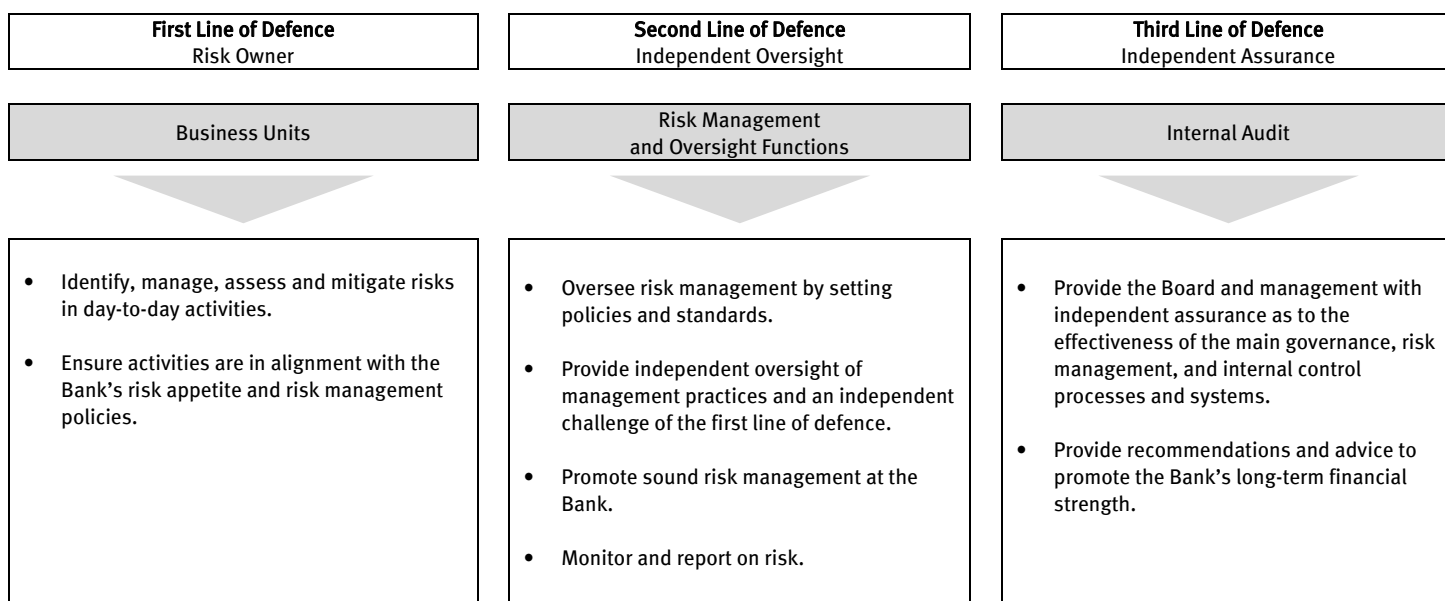 First Line of Defence
Risk Owner
Second Line of Defence
Independent Oversight
Third Line of Defence
Independent Assurance
Business Units
Risk Management
and Oversight Functions
Internal Audit
• Identify, manage, assess and mitigate risks
in day-to-day activities.
• Ensure activities are in alignment with the
Bank’s risk appetite and risk management
policies.
• Oversee risk management by setting
policies and standards.
• Provide independent oversight of
management practices and an independent
challenge of the first line of defence.
• Promote sound risk management at the
Bank.
• Monitor and report on risk.
• Provide the Board and management with
independent assurance as to the
effectiveness of the main governance, risk
management, and internal control
processes and systems.
• Provide recommendations and advice to
promote the Bank’s long-term financial
strength.